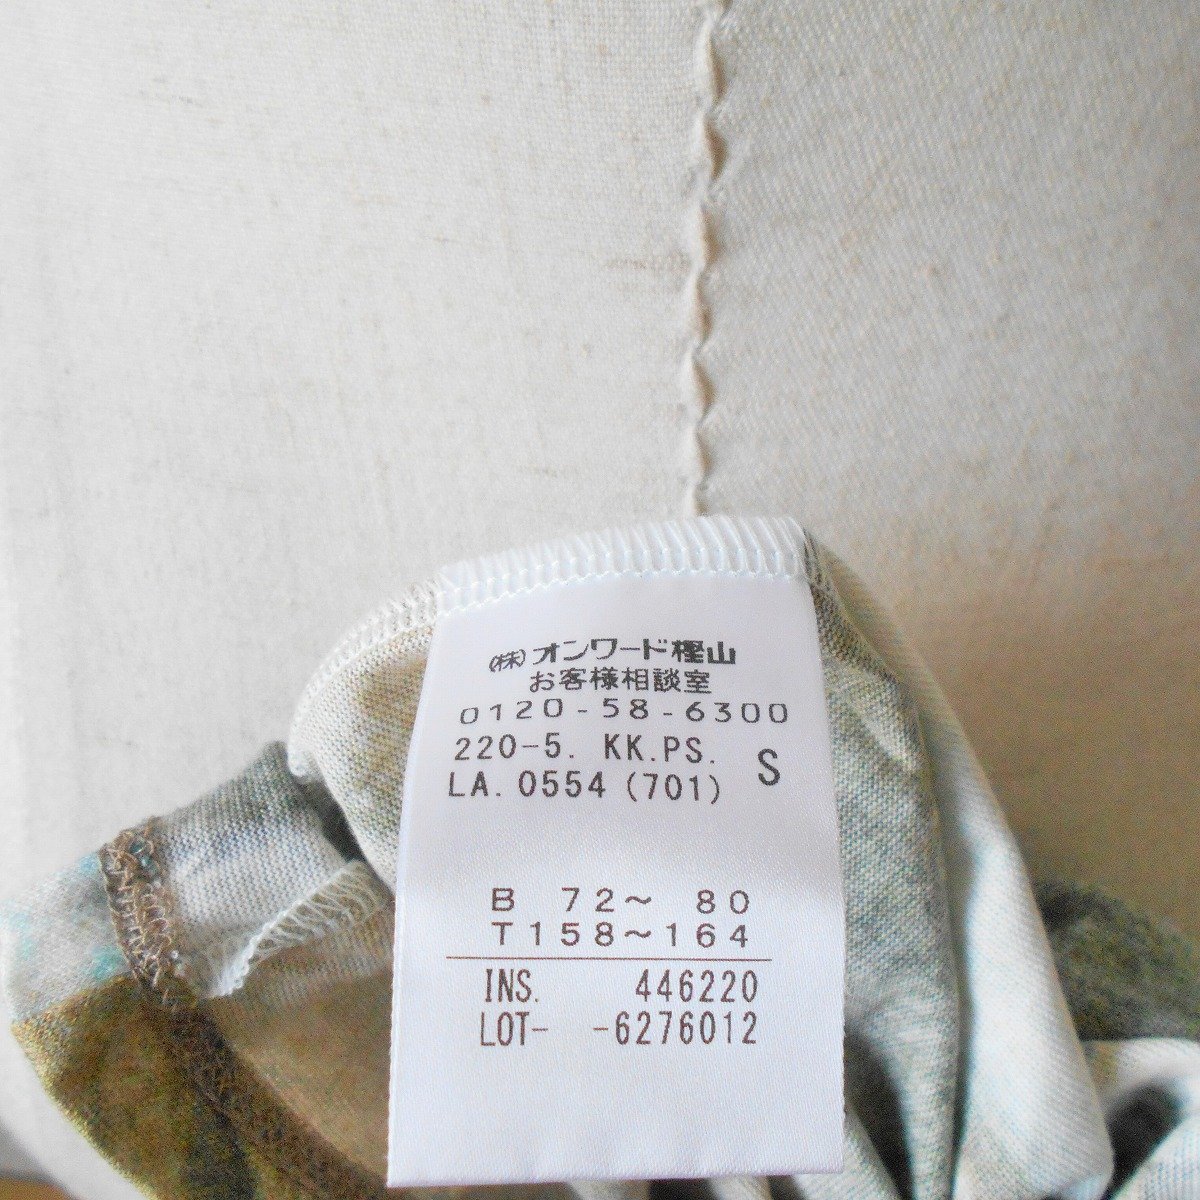 (株)オンワード樫山
お客様相談室
0120-58-6300
220-5. KK.PS.
LA. 0554 (701) S
B 72~ 80
T158~164
INS. 446220
LOT- -6276012